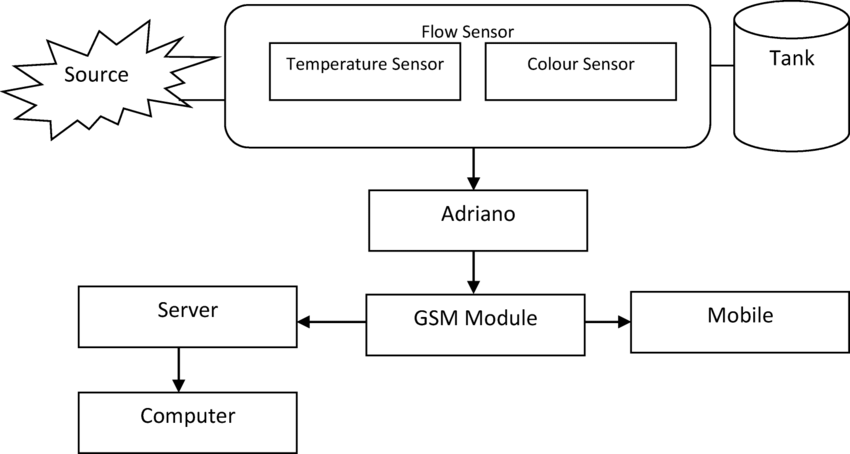 Flow Sensor
Source
Temperature Sensor
Colour Sensor
Tank
Adriano
Server
GSM Module
Mobile
Computer